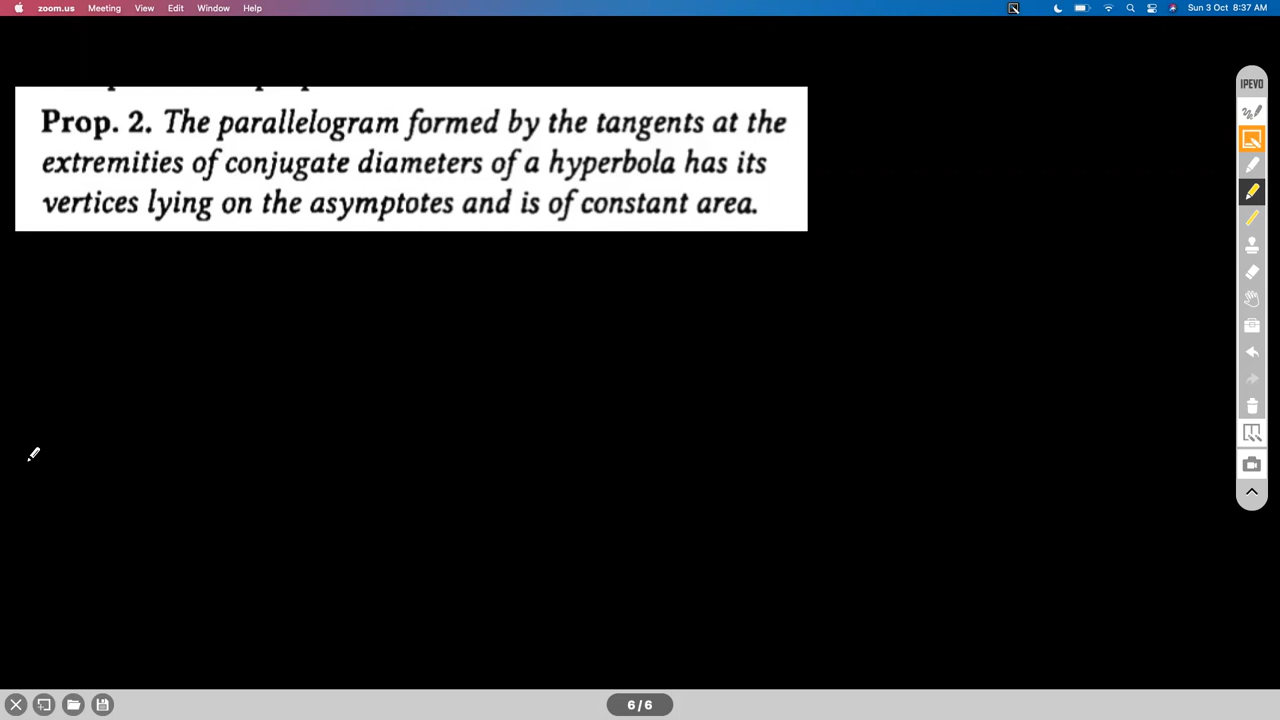 zoom.us Meeting View Edit Window Help Sun 3 Oct 8:37 AM
IPEVO
Prop. 2. The parallelogram formed by the tangents at the
extremities of conjugate diameters of a hyperbola has its
vertices lying on the asymptotes and is of constant area.
6 / 6